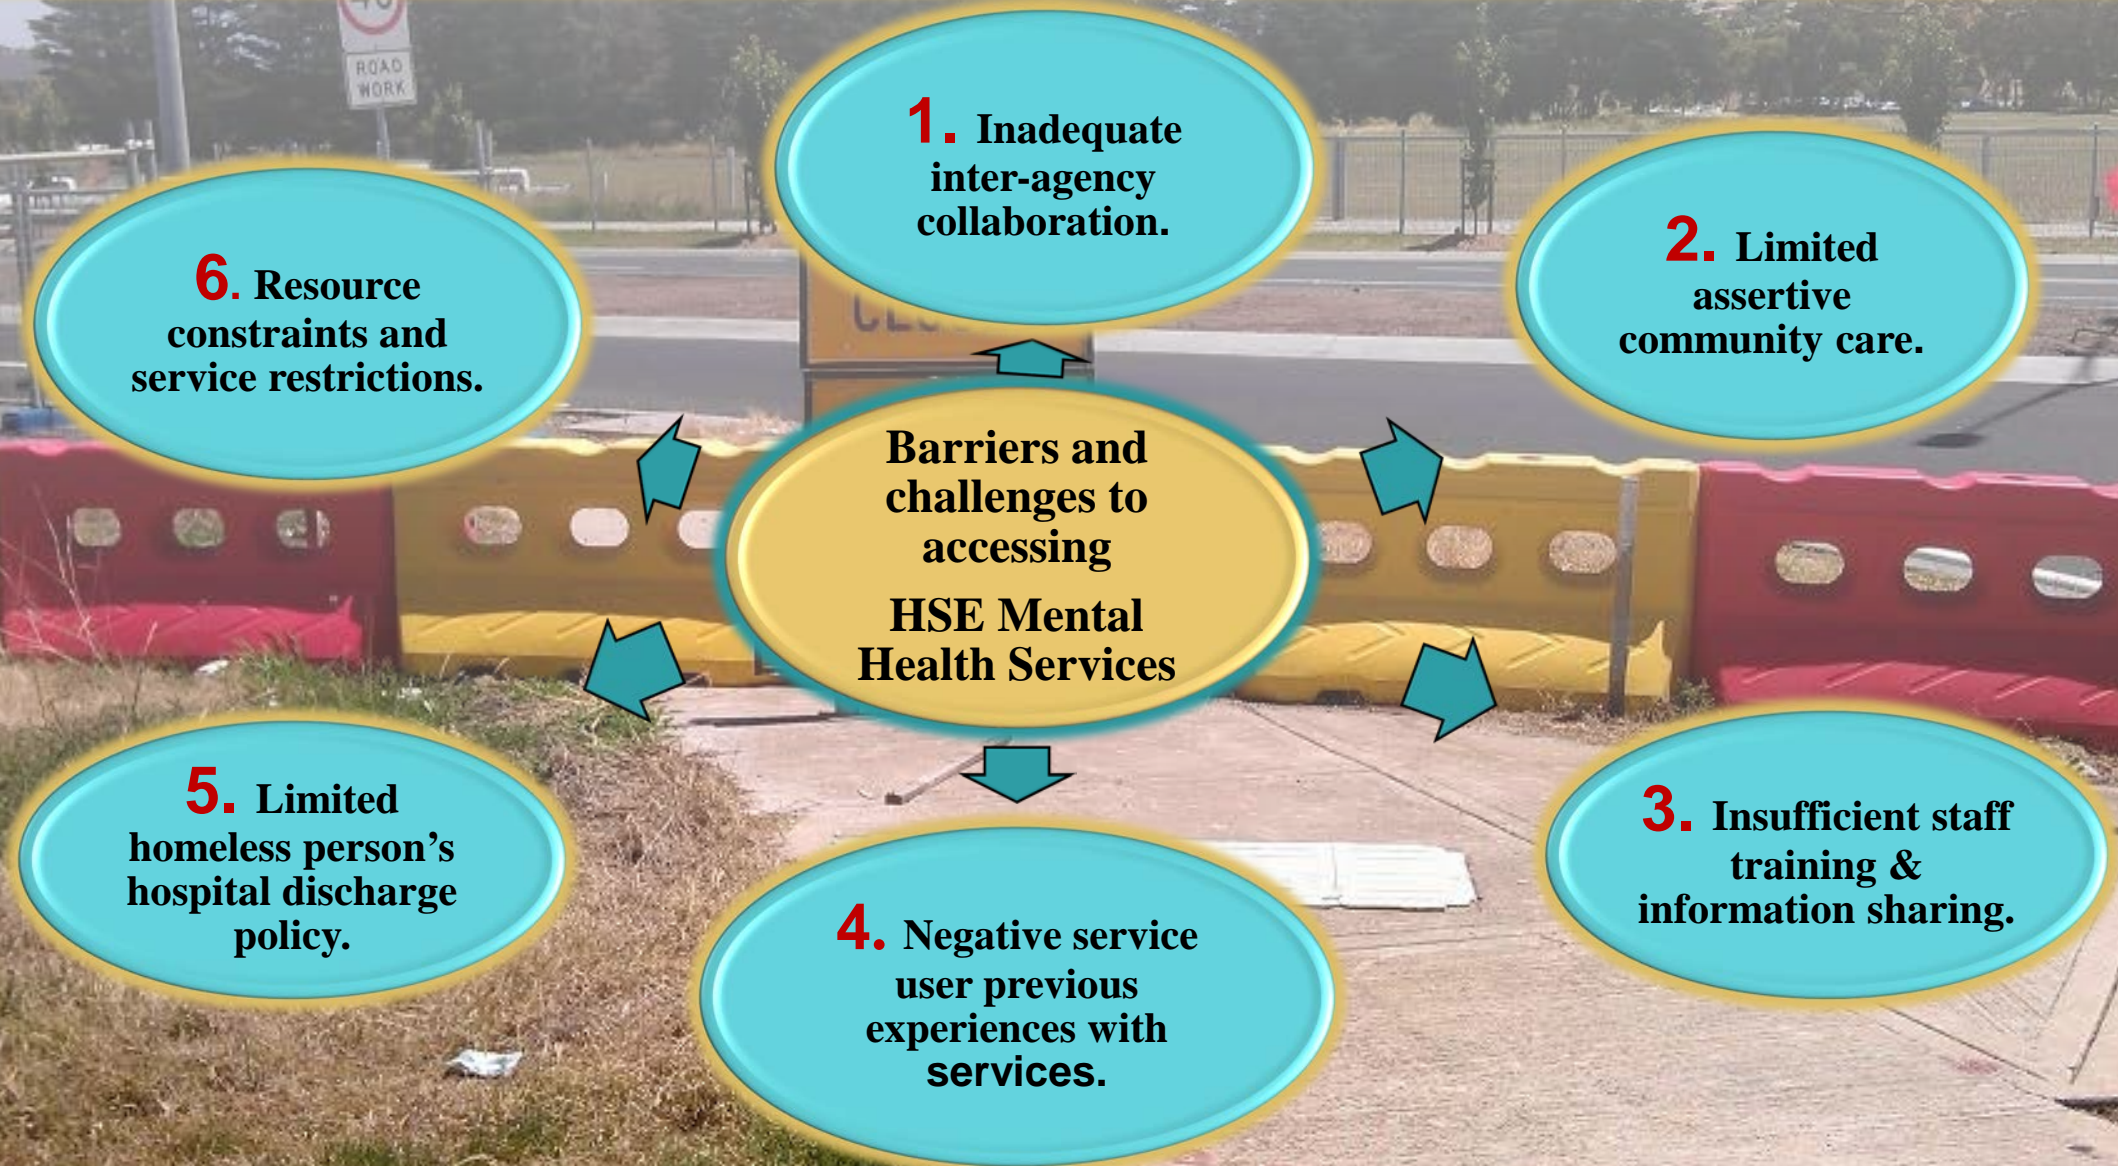 40
ROAD
WORK
1. Inadequate
inter-agency
collaboration.
2. Limited
assertive
community care.
3. Insufficient staff
training &
information sharing.
4. Negative service
user previous
experiences with
services.
5. Limited
homeless person’s
hospital discharge
policy.
6. Resource
constraints and
service restrictions.
Barriers and
challenges to
accessing
HSE Mental
Health Services